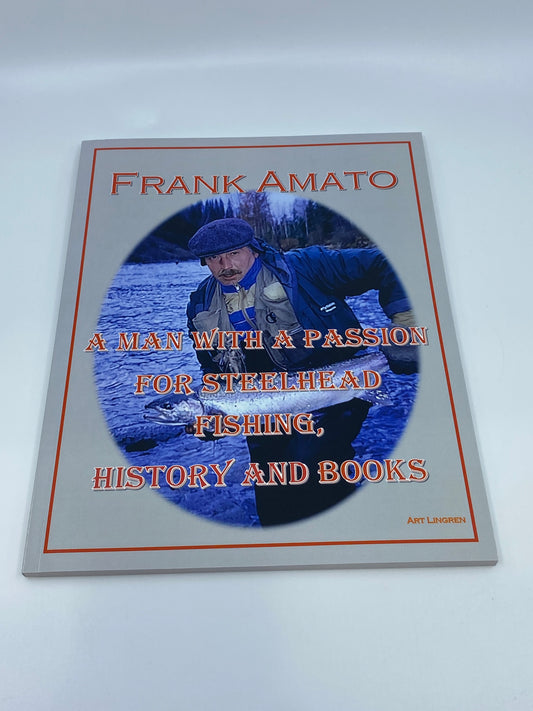 FRANK AMATO
A MAN WITH A PASSION
FOR STEELHEAD
FISHING,
HISTORY AND BOOKS
ART LINGREN